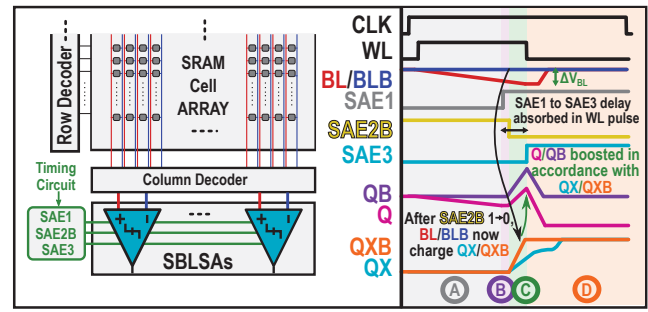 Row Decoder
SRAM
Cell
ARRAY
Column Decoder
Timing
Circuit
SAE1
SAE2B
SAE3
+ -
+ -
SBLSAs
CLK
WL
BL/BLB
SAE1
SAE2B
SAE3
QB
Q
QXB
QX
ΔVBL
SAE1 to SAE3 delay
absorbed in WL pulse
Q/QB boosted in
accordance with
QX/QXB
After SAE2B 1→0,
BL/BLB now
charge QX/QXB
A B C D